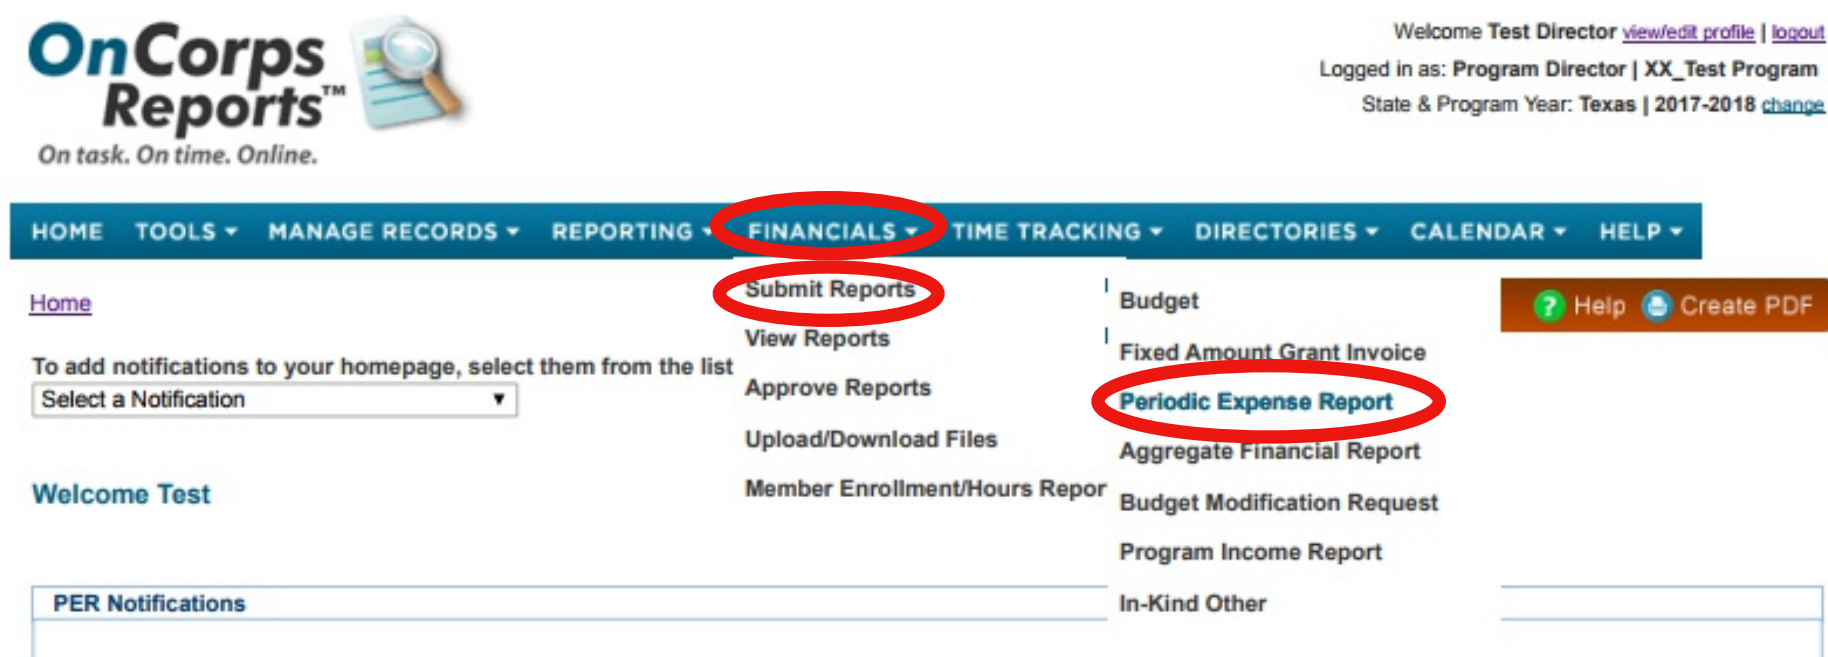 OnCorps
Reports™
On task. On time. Online.
Welcome Test Director view/edit profile | logout
Logged in as: Program Director | XX_Test Program
State & Program Year: Texas | 2017-2018 change
HOME TOOLS MANAGE RECORDS REPORTING FINANCIALS TIME TRACKING DIRECTORIES CALENDAR HELP
Home
To add notifications to your homepage, select them from the list
Select a Notification
Welcome Test
PER Notifications
Submit Reports
View Reports
Approve Reports
Upload/Download Files
Member Enrollment/Hours Repor
Budget
Fixed Amount Grant Invoice
Periodic Expense Report
Aggregate Financial Report
Budget Modification Request
Program Income Report
In-Kind Other
? Help Create PDF